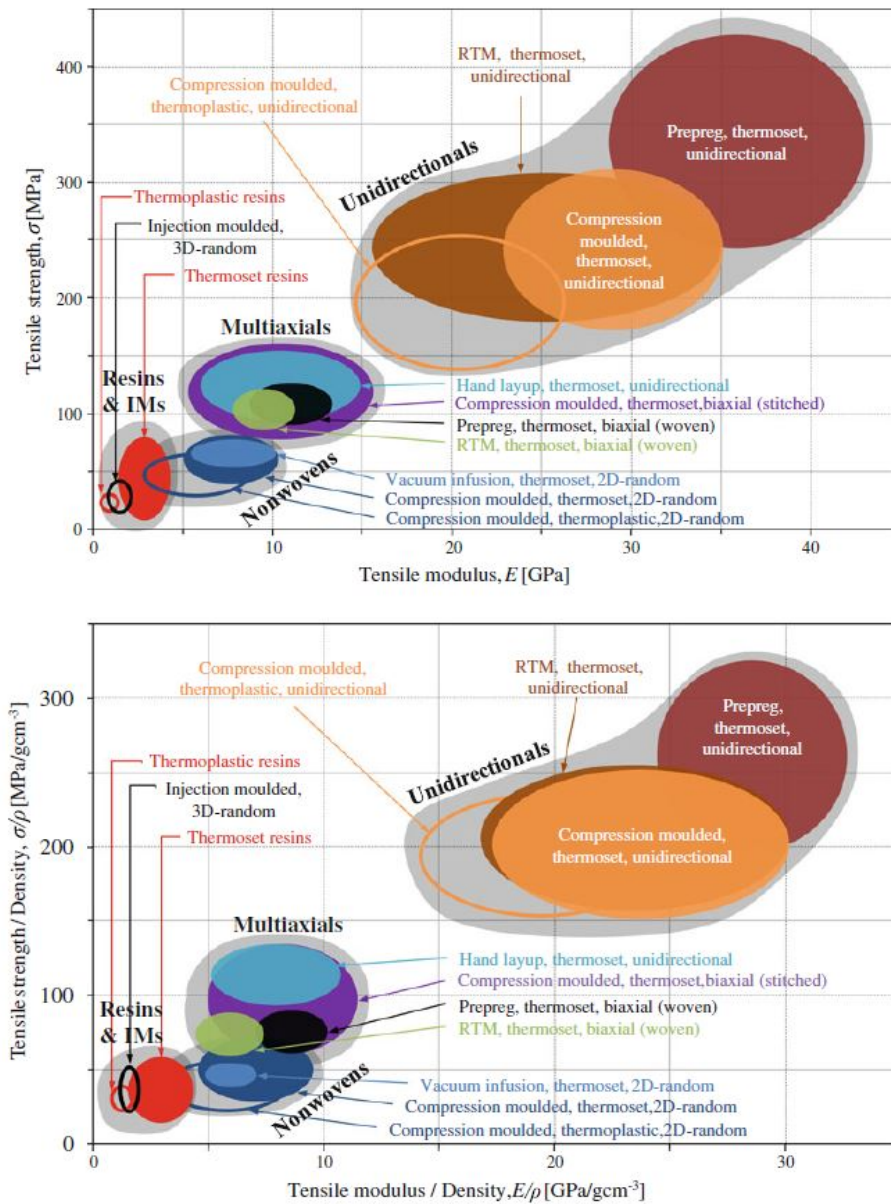 400
300
200
100
0
Tensile strength, σ [MPa]
RTM, thermoset,
unidirectional
Compression moulded,
thermoplastic, unidirectional
Prepreg, thermoset,
unidirectional
Unidirectionals
Thermoplastic resins
Injection moulded,
3D-random
Compression
moulded,
thermoset,
unidirectional
Thermoset resins
Multiaxials
Resins
& IMs
Hand layup, thermoset, unidirectional
Compression moulded, thermoset,biaxial (stitched)
Prepreg, thermoset, biaxial (woven)
RTM, thermoset, biaxial (woven)
Nonwovens
Vacuum infusion, thermoset, 2D-random
Compression moulded, thermoset,2D-random
Compression moulded, thermoplastic,2D-random
0 10 20 30 40
Tensile modulus, E [GPa]
300
200
100
0
Tensile strength/ Density, σ/ρ [MPa/gcm-3]
Compression moulded,
thermoplastic, unidirectional
RTM, thermoset,
unidirectional
Prepreg,
thermoset,
unidirectional
Unidirectionals
Thermoplastic resins
Injection moulded,
3D-random
Thermoset resins
Compression moulded,
thermoset, unidirectional
Multiaxials
Resins
& IMs
Hand layup, thermoset, unidirectional
Compression moulded, thermoset,biaxial (stitched)
Prepreg, thermoset, biaxial (woven)
RTM, thermoset, biaxial (woven)
Nonwovens
Vacuum infusion, thermoset, 2D-random
Compression moulded, thermoset,2D-random
Compression moulded, thermoplastic,2D-random
0 10 20 30
Tensile modulus / Density,E/ρ [GPa/gcm-3]